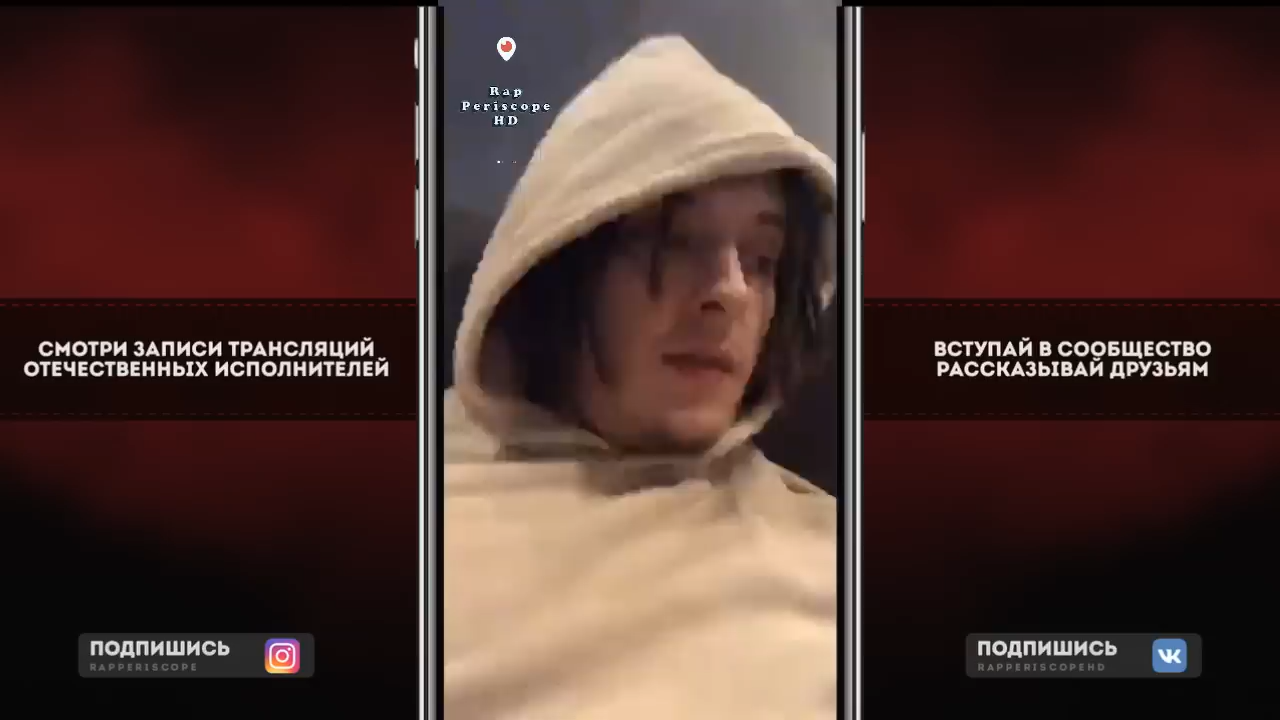 Rap
Periscope
HD
СМОТРИ ЗАПИСИ ТРАНСЛЯЦИЙ
ОТЕЧЕСТВЕННЫХ ИСПОЛНИТЕЛЕЙ
ВСТУПАЙ В СООБЩЕСТВО
РАССКАЗЫВАЙ ДРУЗЬЯМ
ПОДПИШИСЬ
RAPPERISCOPE
ПОДПИШИСЬ
RAPPERISCOPEHD